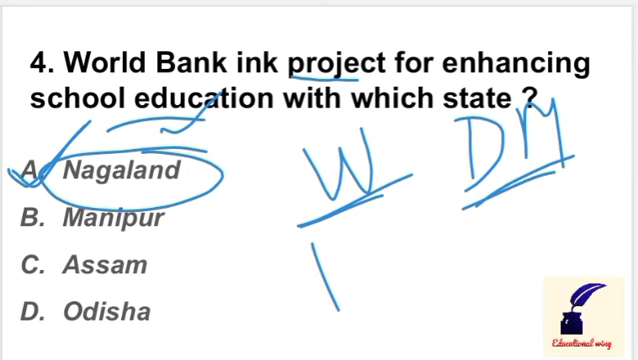 4. World Bank ink project for enhancing
school education with which state ?
A. Nagaland
B. Manipur
C. Assam
D. Odisha
W
DM
Educational wing